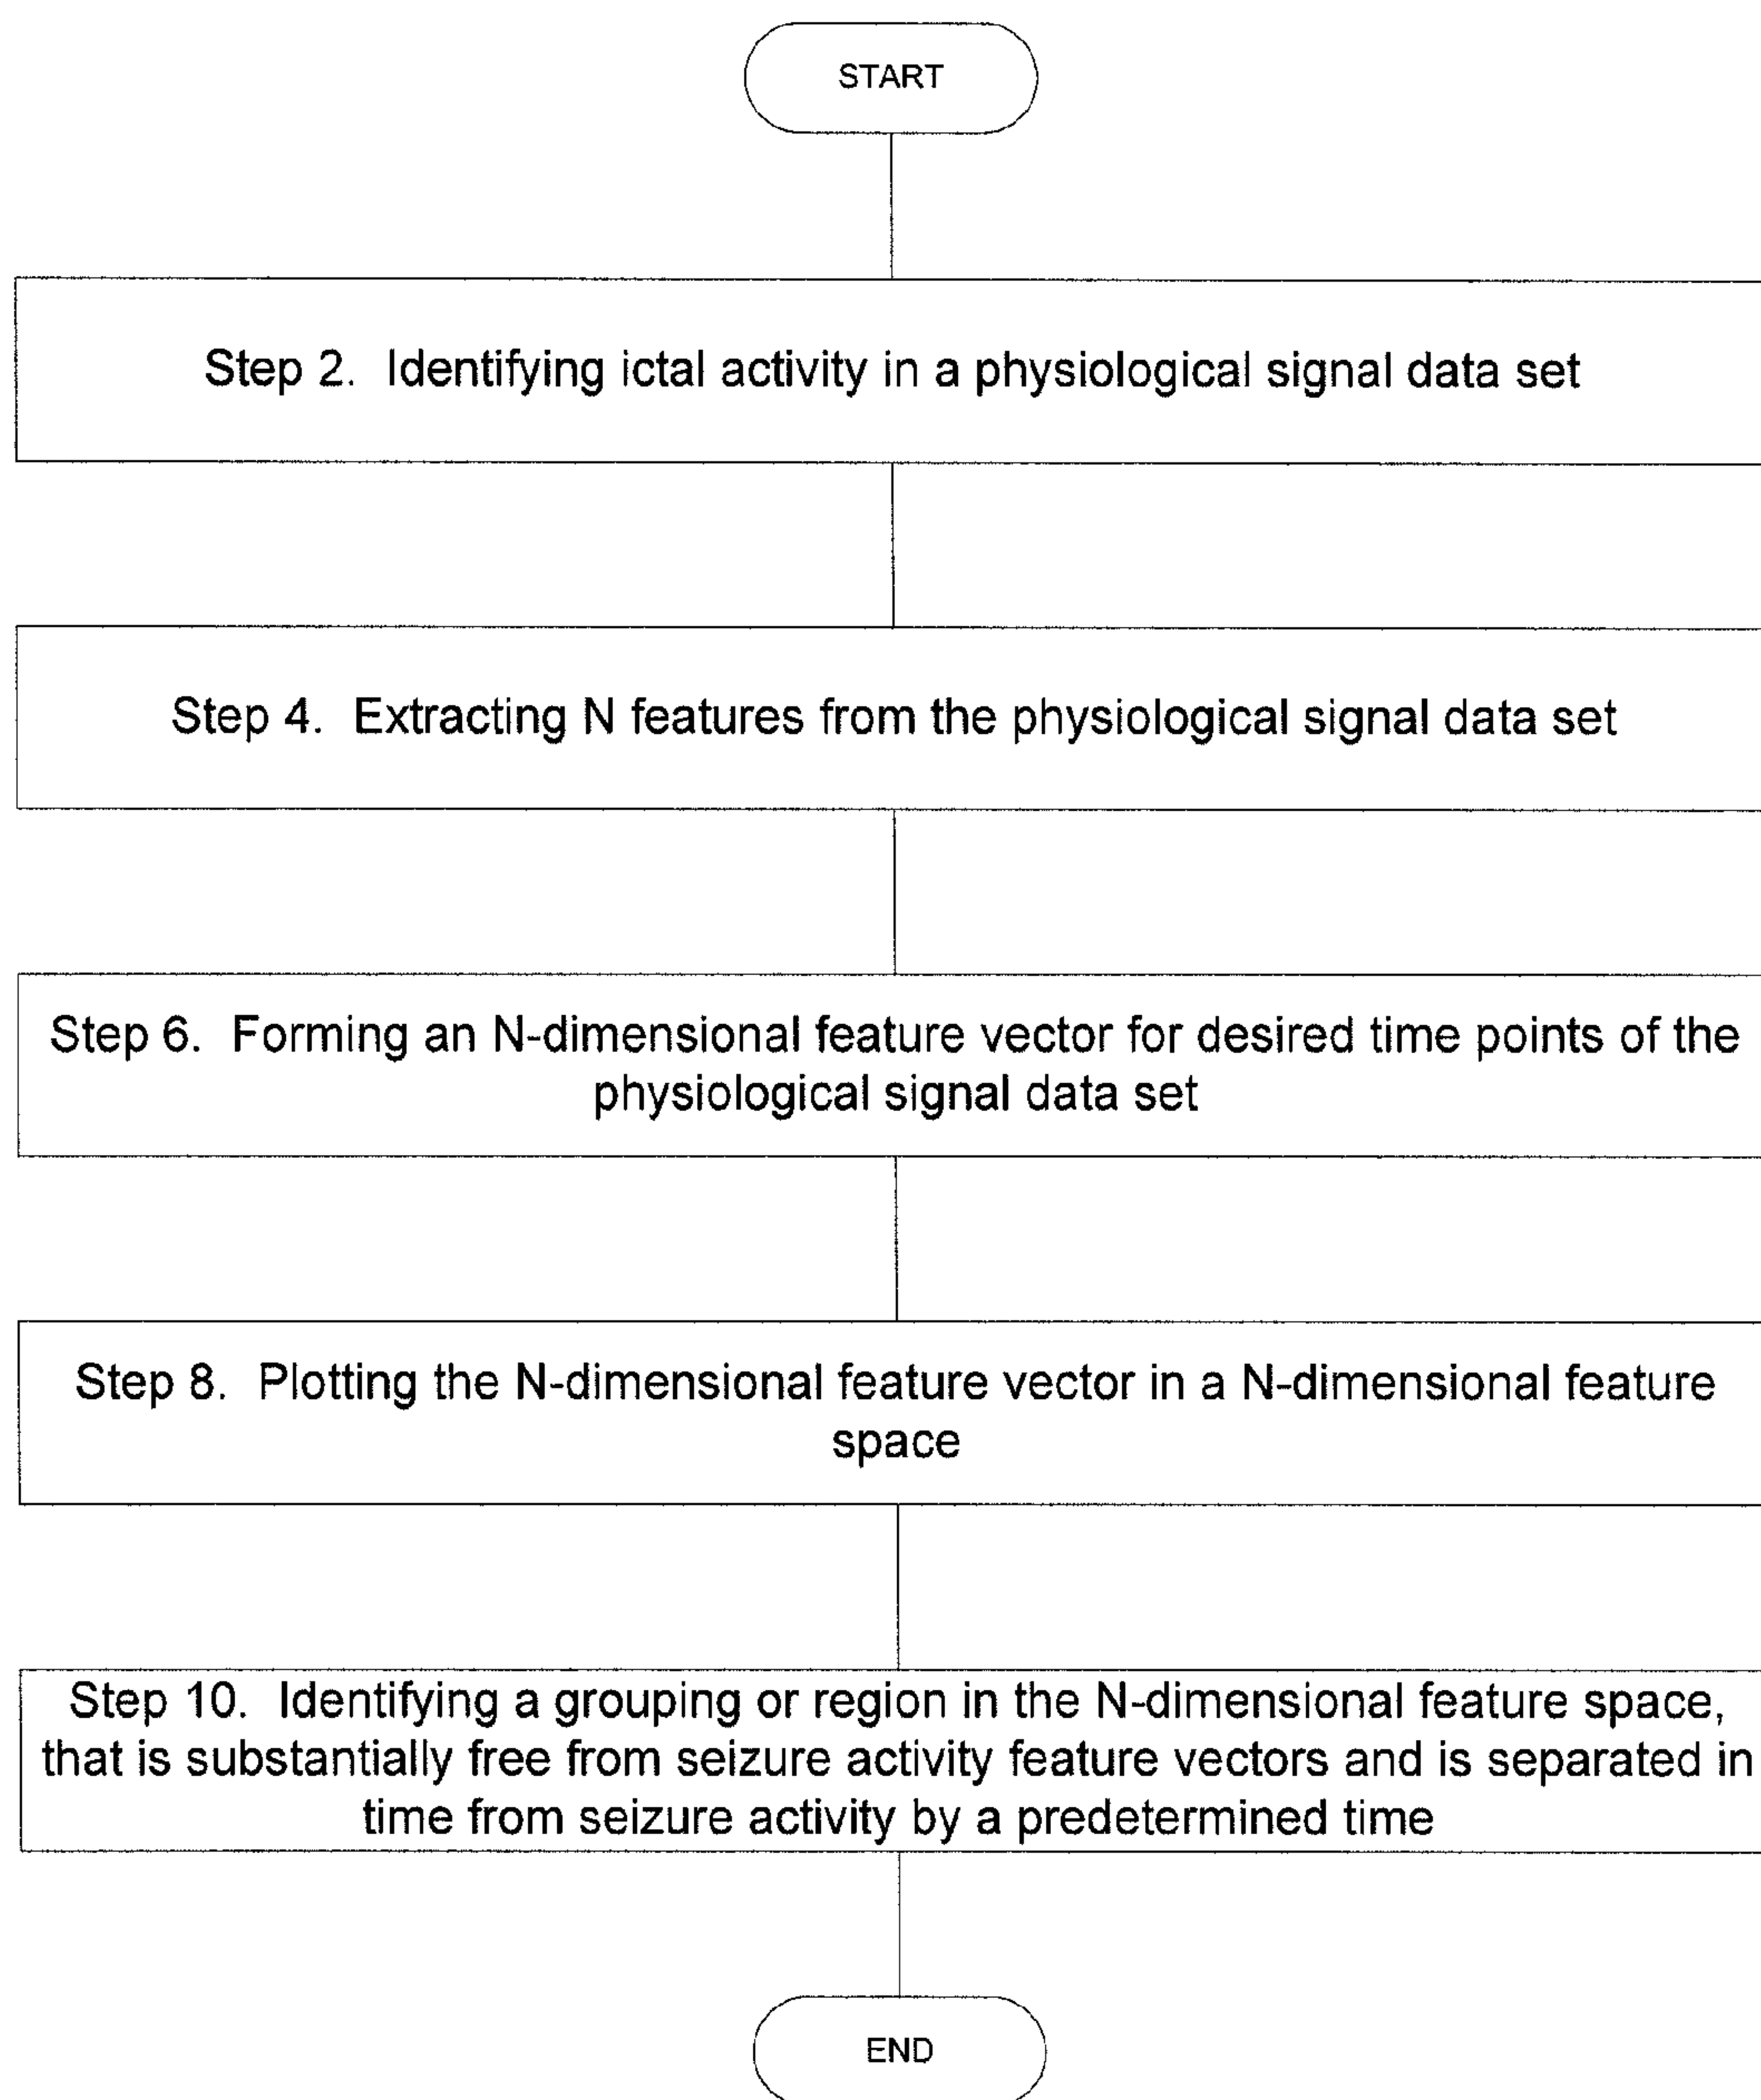 START
Step 2. Identifying ictal activity in a physiological signal data set
Step 4. Extracting N features from the physiological signal data set
Step 6. Forming an N-dimensional feature vector for desired time points of the
physiological signal data set
Step 8. Plotting the N-dimensional feature vector in a N-dimensional feature
space
Step 10. Identifying a grouping or region in the N-dimensional feature space,
that is substantially free from seizure activity feature vectors and is separated in
time from seizure activity by a predetermined time
END